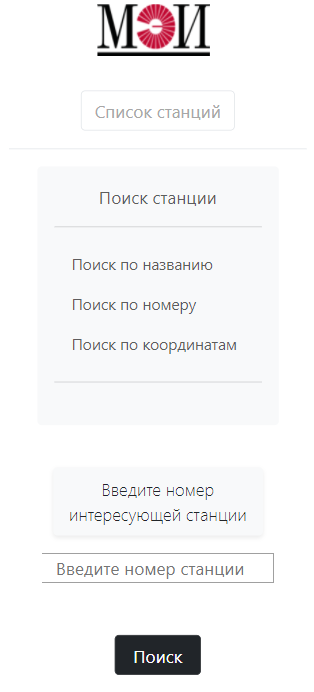 МЭИ
Список станций
Поиск станции
Поиск по названию
Поиск по номеру
Поиск по координатам
Введите номер
интересующей станции
Введите номер станции
Поиск